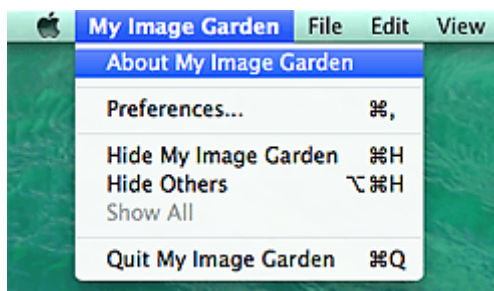 My Image Garden File Edit View
About My Image Garden
Preferences... ⌘,
Hide My Image Garden ⌘H
Hide Others ⌥⌘H
Show All
Quit My Image Garden ⌘Q